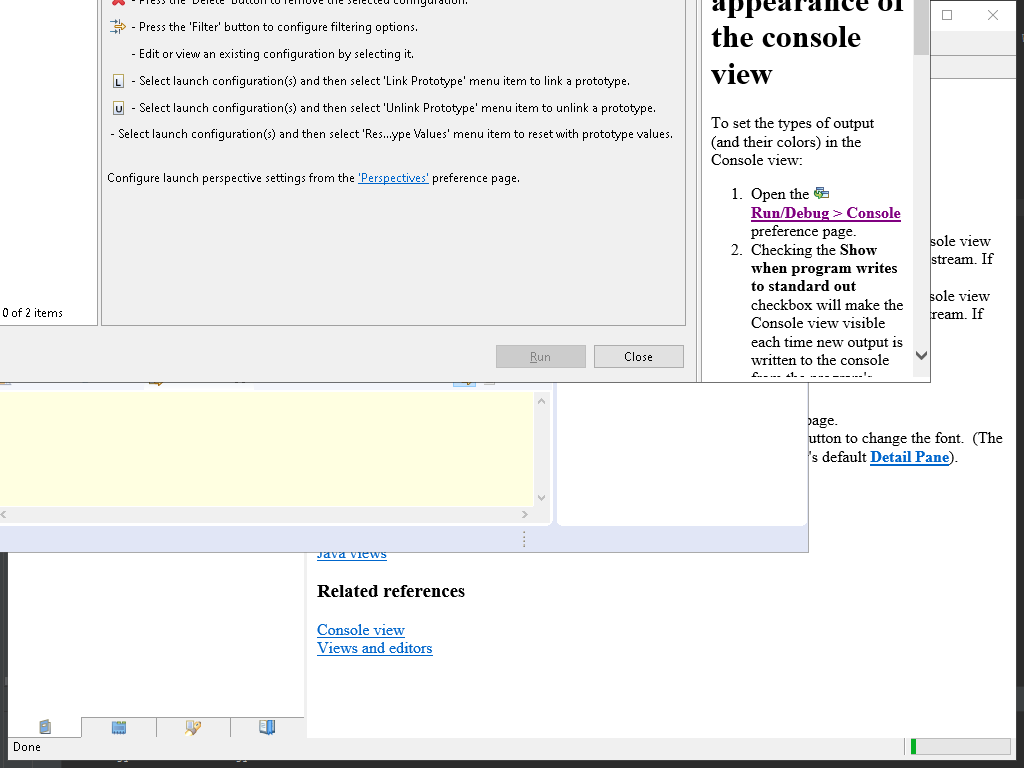 - Press the 'Delete' button to remove the selected configuration.
- Press the 'Filter' button to configure filtering options.
- Edit or view an existing configuration by selecting it.
- Select launch configuration(s) and then select 'Link Prototype' menu item to link a prototype.
- Select launch configuration(s) and then select 'Unlink Prototype' menu item to unlink a prototype.
- Select launch configuration(s) and then select 'Res...ype Values' menu item to reset with prototype values.
Configure launch perspective settings from the 'Perspectives' preference page.
0 of 2 items
Run
Close
appearance of
the console
view
To set the types of output
(and their colors) in the
Console view:
1. Open the
Run/Debug > Console
preference page.
2. Checking the Show
when program writes
to standard out
checkbox will make the
Console view visible
each time new output is
written to the console
from the program's
sole view
stream. If
sole view
ream. If
page.
utton to change the font. (The
's default Detail Pane).
Java views
Related references
Console view
Views and editors
Done